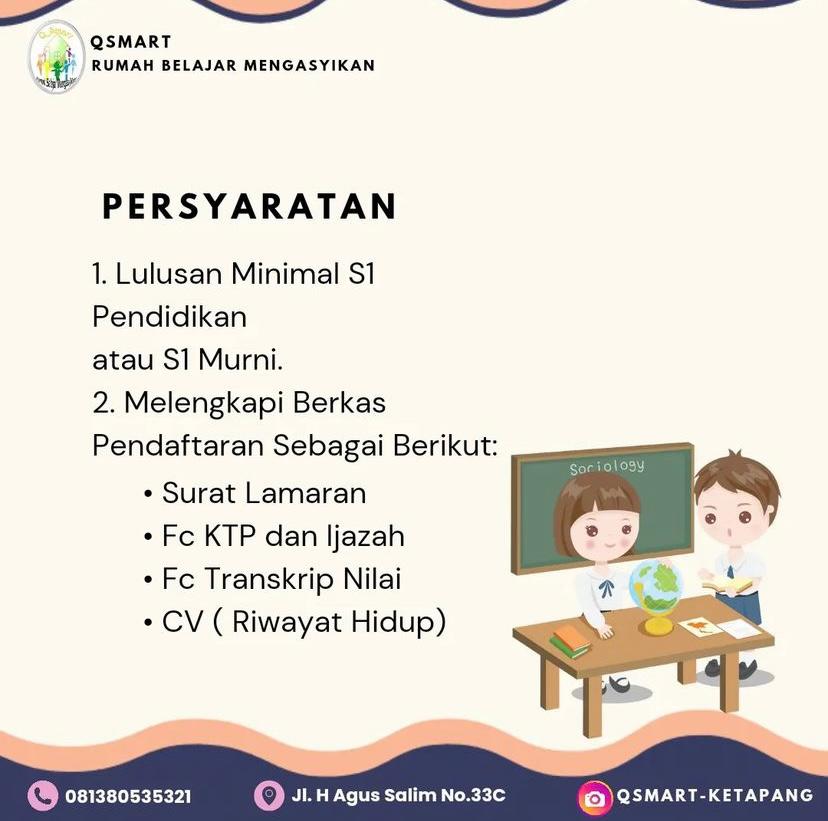 QSMART
RUMAH BELAJAR MENGASYIKAN
PERSYARATAN
1. Lulusan Minimal S1
Pendidikan
atau S1 Murni.
2. Melengkapi Berkas
Pendaftaran Sebagai Berikut:
• Surat Lamaran
• Fc KTP dan Ijazah
• Fc Transkrip Nilai
• CV ( Riwayat Hidup)
Sociology
081380535321
Jl. H Agus Salim No.33C
QSMART-KETAPANG